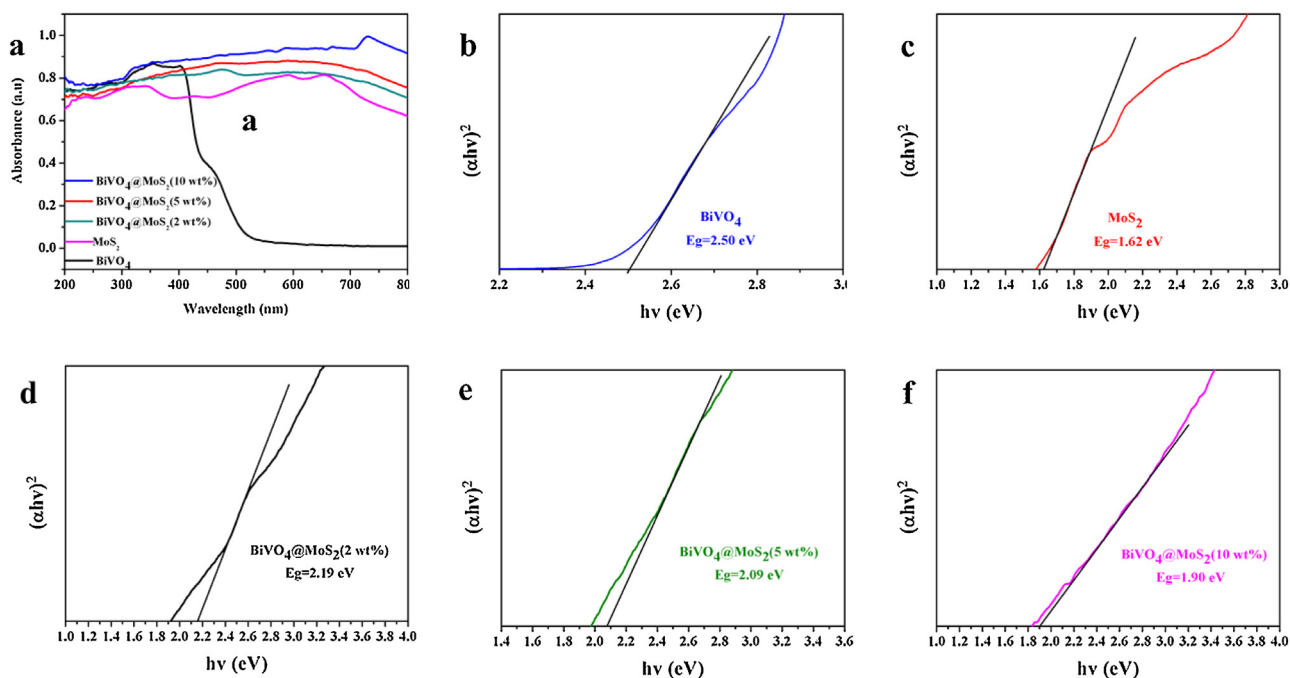 a
Absorbance (a.u)
1.0
0.8
0.6
0.4
0.2
0.0
a
BiVO4@MoS2(10 wt%)
BiVO4@MoS2(5 wt%)
BiVO4@MoS2(2 wt%)
MoS2
BiVO4
200 300 400 500 600 700 80
Wavelength (nm)
b
(αhν)2
BiVO4
Eg=2.50 eV
2.2 2.4 2.6 2.8 3.0
hν (eV)
c
(αhν)2
MoS2
Eg=1.62 eV
1.0 1.2 1.4 1.6 1.8 2.0 2.2 2.4 2.6 2.8 3.0
hν (eV)
d
(αhν)2
BiVO4@MoS2(2 wt%)
Eg=2.19 eV
1.0 1.2 1.4 1.6 1.8 2.0 2.2 2.4 2.6 2.8 3.0 3.2 3.4 3.6 3.8 4.0
hν (eV)
e
(αhν)2
BiVO4@MoS2(5 wt%)
Eg=2.09 eV
1.6 1.8 2.0 2.2 2.4 2.6 2.8 3.0 3.2 3.4 3.6
hν (eV)
f
(αhν)2
BiVO4@MoS2(10 wt%)
Eg=1.90 eV
1.0 1.2 1.4 1.6 1.8 2.0 2.2 2.4 2.6 2.8 3.0 3.2 3.4 3.6 3.8 4.0
hν (eV)